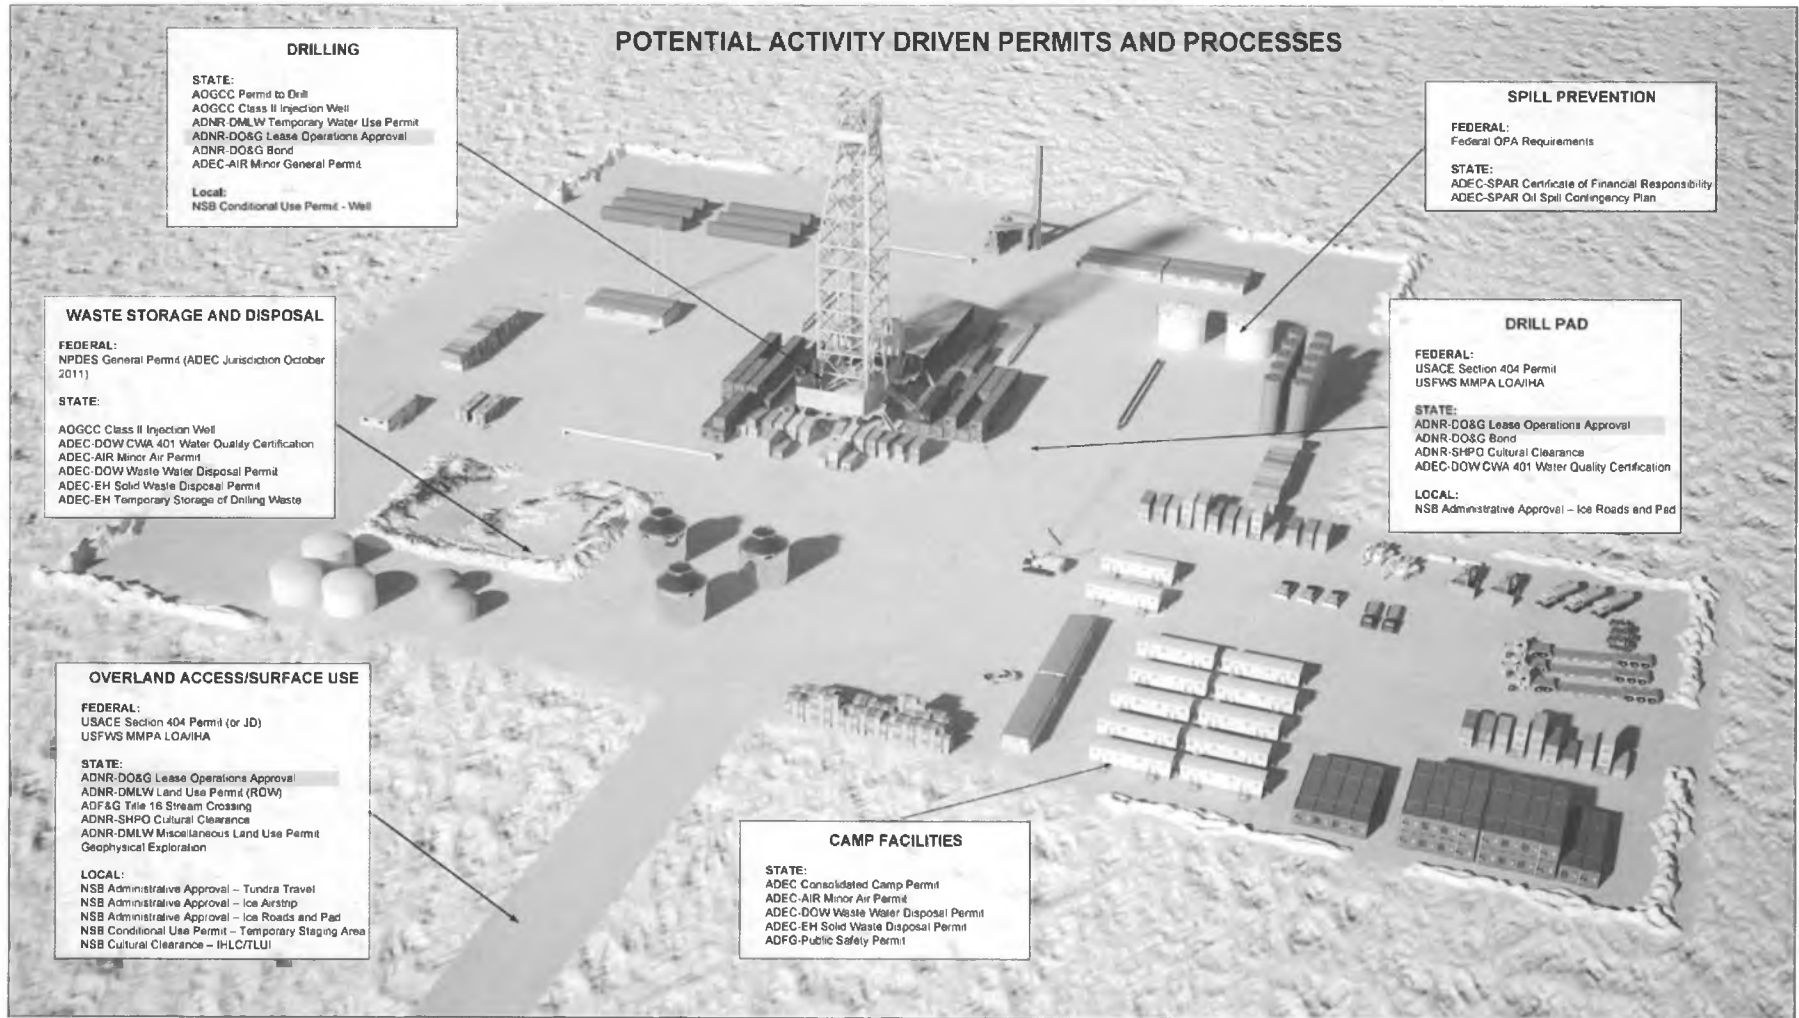 POTENTIAL ACTIVITY DRIVEN PERMITS AND PROCESSES
DRILLING
STATE:
AOGCC Permit to Drill
AOGCC Class II Injection Well
ADNR-DMLW Temporary Water Use Permit
ADNR-DO&G Lease Operations Approval
ADNR-DO&G Bond
ADEC-AIR Minor General Permit
Local:
NSB Conditional Use Permit - Well
SPILL PREVENTION
FEDERAL:
Federal OPA Requirements
STATE:
ADEC-SPAR Certificate of Financial Responsibility
ADEC-SPAR Oil Spill Contingency Plan
WASTE STORAGE AND DISPOSAL
FEDERAL:
NPDES General Permit (ADEC Jurisdiction October
2011)
STATE:
AOGCC Class II Injection Well
ADEC-DOW CWA 401 Water Quality Certification
ADEC-AIR Minor Air Permit
ADEC-DOW Waste Water Disposal Permit
ADEC-EH Solid Waste Disposal Permit
ADEC-EH Temporary Storage of Drilling Waste
DRILL PAD
FEDERAL:
USACE Section 404 Permit
USFWS MMPA LOA/IHA
STATE:
ADNR-DO&G Lease Operations Approval
ADNR-DO&G Bond
ADNR-SHPO Cultural Clearance
ADEC-DOW CWA 401 Water Quality Certification
LOCAL:
NSB Administrative Approval – Ice Roads and Pad
OVERLAND ACCESS/SURFACE USE
FEDERAL:
USACE Section 404 Permit (or JD)
USFWS MMPA LOA/IHA
STATE:
ADNR-DO&G Lease Operations Approval
ADNR-DMLW Land Use Permit (ROW)
ADF&G Title 16 Stream Crossing
ADNR-SHPO Cultural Clearance
ADNR-DMLW Miscellaneous Land Use Permit
Geophysical Exploration
LOCAL:
NSB Administrative Approval – Tundra Travel
NSB Administrative Approval – Ice Airstrip
NSB Administrative Approval – Ice Roads and Pad
NSB Conditional Use Permit – Temporary Staging Area
NSB Cultural Clearance – IHLC/TLUI
CAMP FACILITIES
STATE:
ADEC Consolidated Camp Permit
ADEC-AIR Minor Air Permit
ADEC-DOW Waste Water Disposal Permit
ADEC-EH Solid Waste Disposal Permit
ADFG-Public Safety Permit